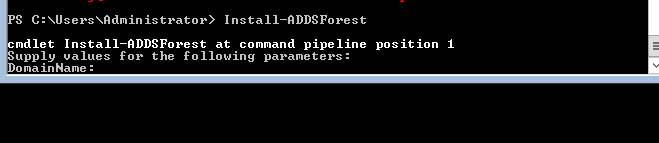 PS C:\Users\Administrator> Install-ADDSForest
cmdlet Install-ADDSForest at command pipeline position 1
Supply values for the following parameters:
DomainName: